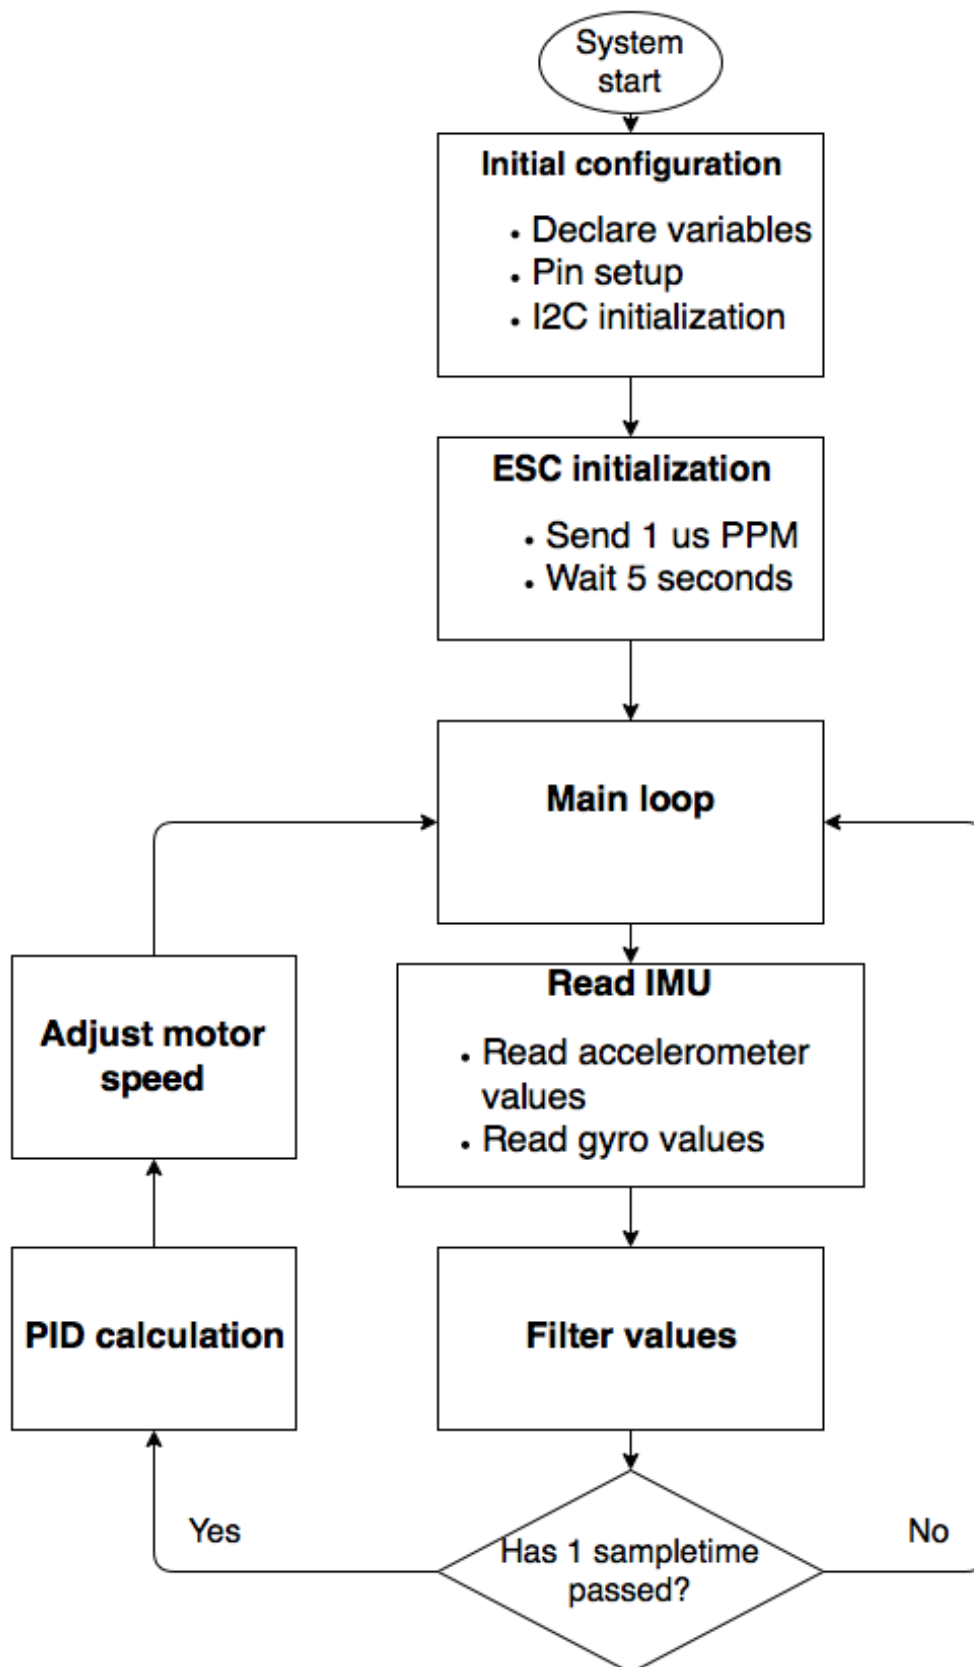 System
start
Initial configuration
• Declare variables
• Pin setup
• I2C initialization
ESC initialization
• Send 1 us PPM
• Wait 5 seconds
Main loop
Read IMU
• Read accelerometer
values
• Read gyro values
Adjust motor
speed
PID calculation
Filter values
Yes
Has 1 sampletime
passed?
No